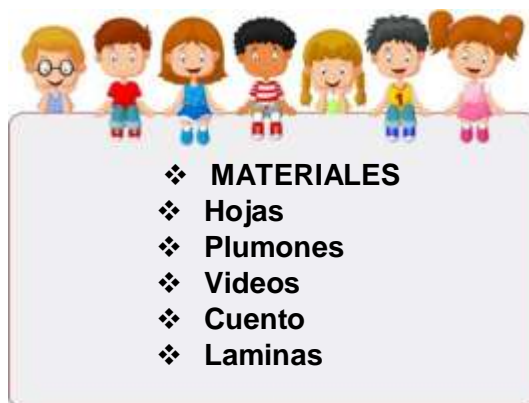 ❖ MATERIALES
❖ Hojas
❖ Plumones
❖ Videos
❖ Cuento
❖ Laminas